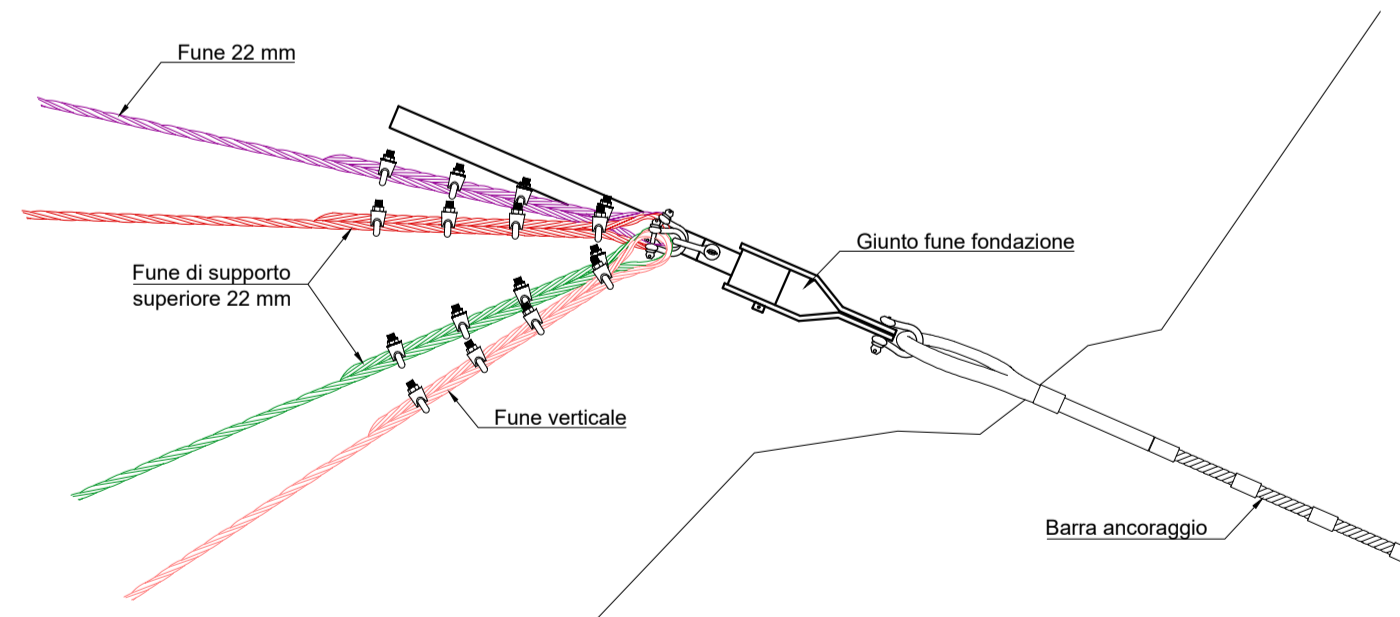 Fune 22 mm
Fune di supporto
superiore 22 mm
Giunto fune fondazione
Fune verticale
Barra ancoraggio